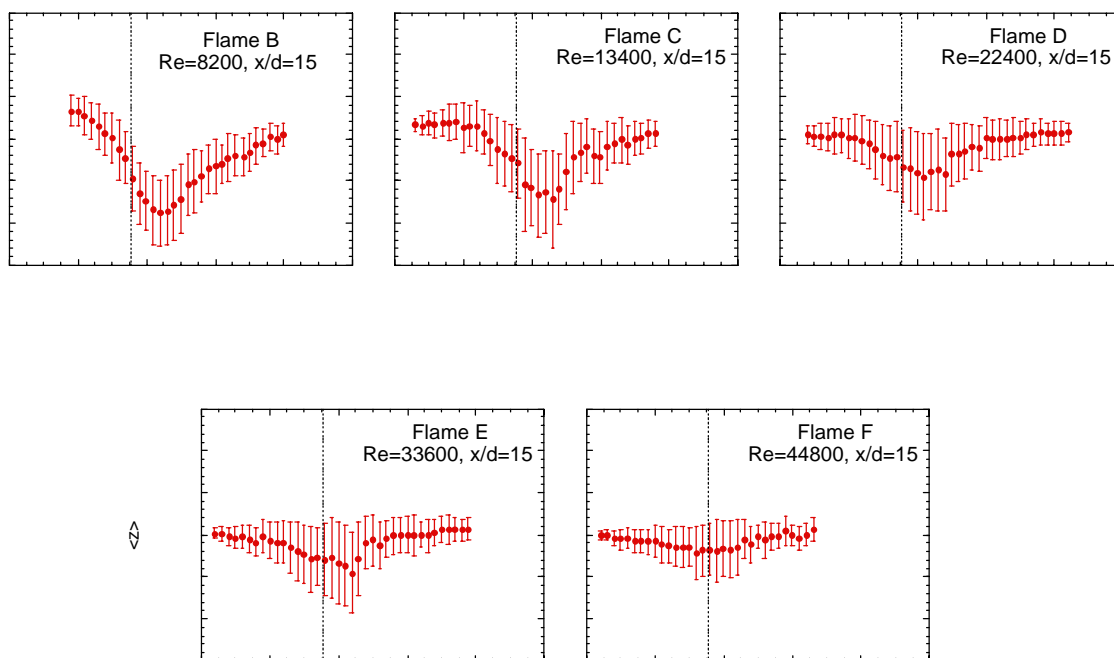 Flame B
Re=8200, x/d=15
Flame C
Re=13400, x/d=15
Flame D
Re=22400, x/d=15
Flame E
Re=33600, x/d=15
Flame F
Re=44800, x/d=15
<z>